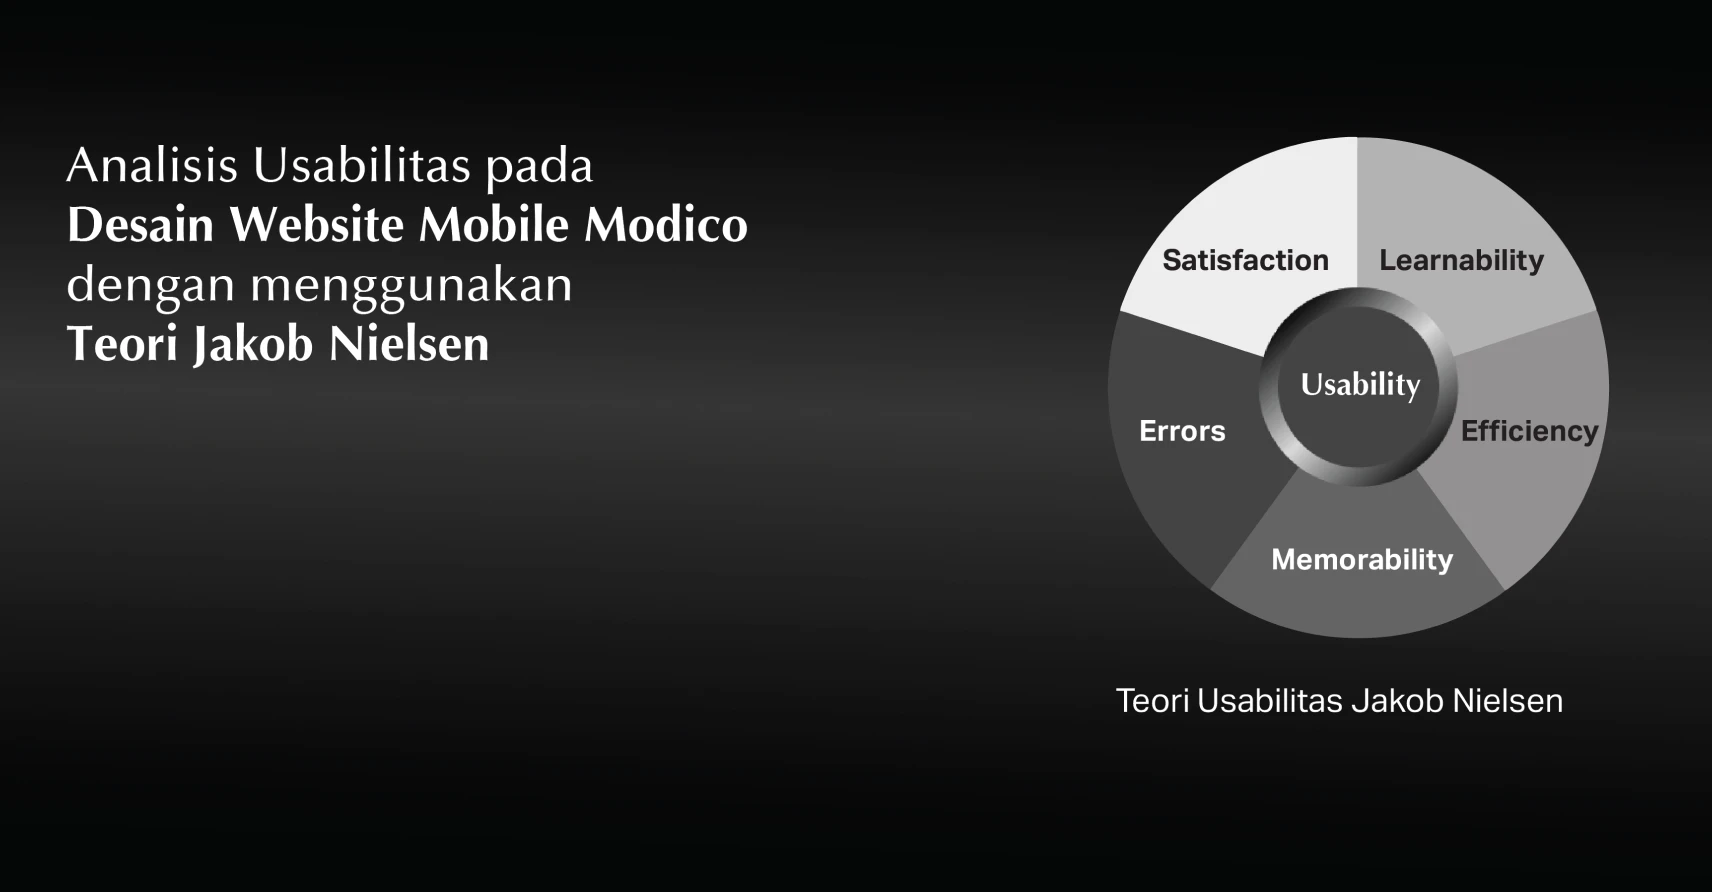 Analisis Usabilitas pada
Desain Website Mobile Modico
dengan menggunakan
Teori Jakob Nielsen
Satisfaction
Learnability
Usability
Errors
Efficiency
Memorability
Teori Usabilitas Jakob Nielsen